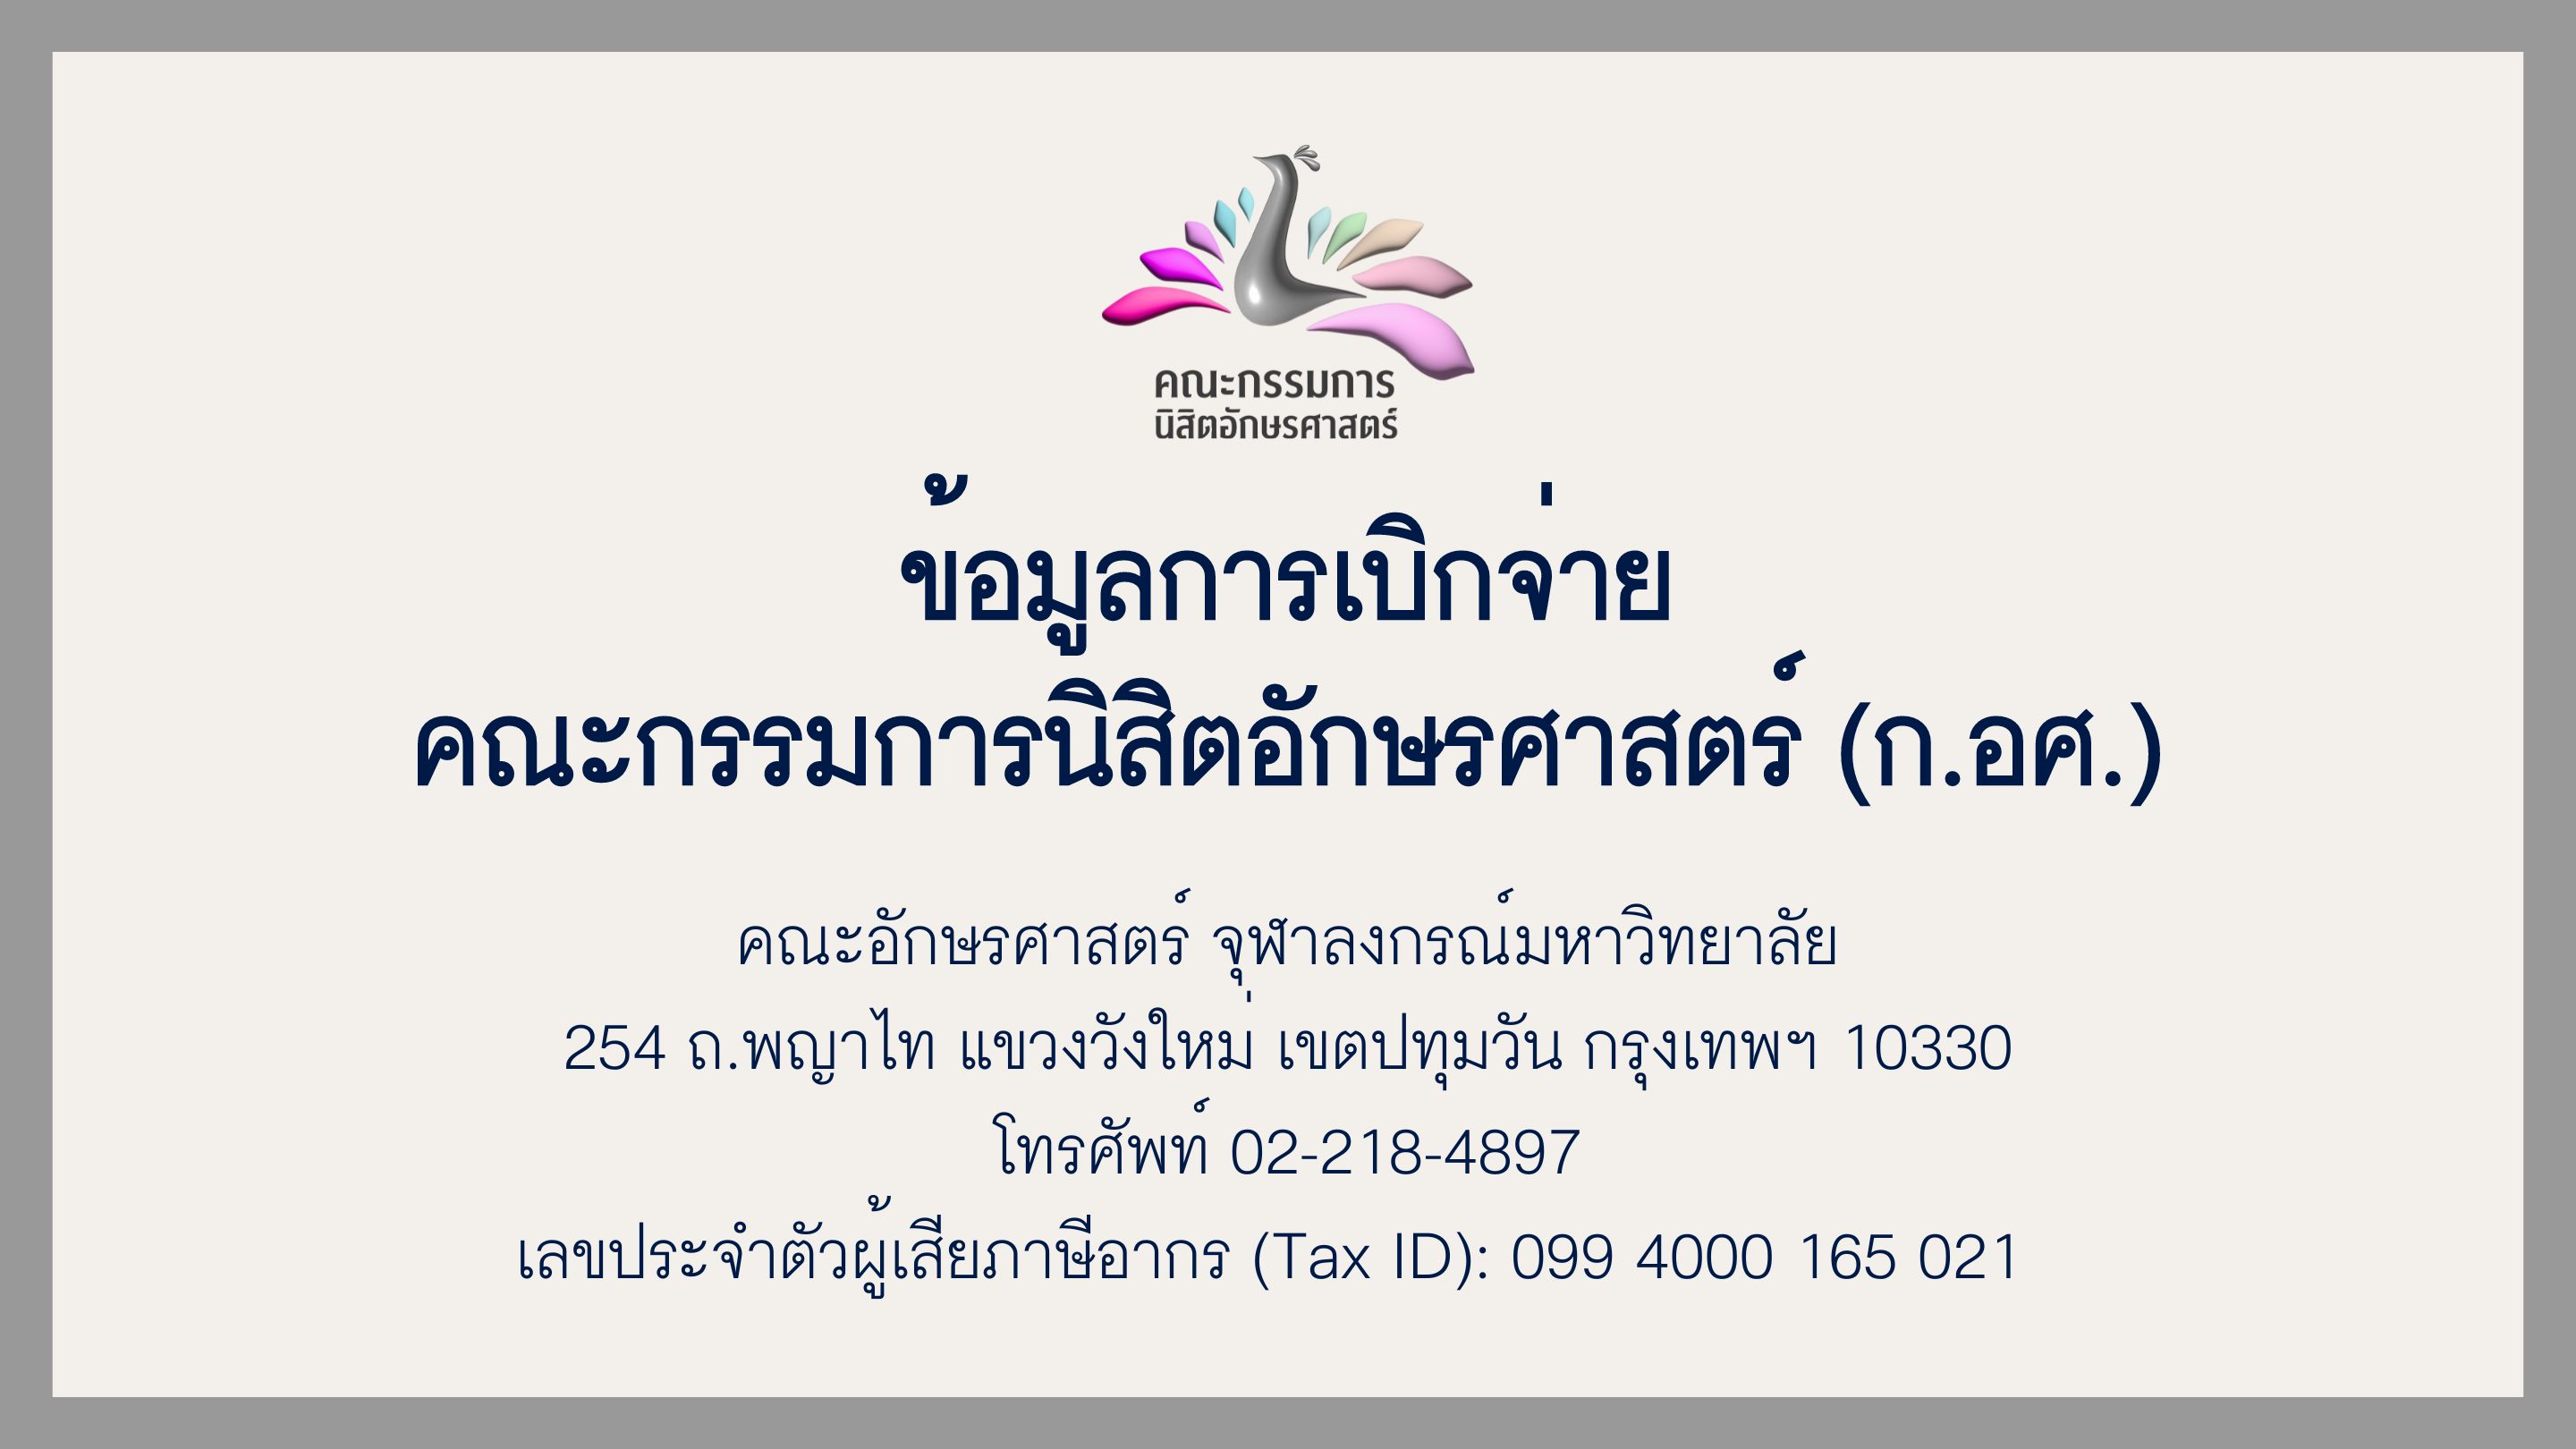 คณะกรรมการ
นิสิตอักษรศาสตร์
ข้อมูลการเบิกจ่าย
คณะกรรมการนิสิตอักษรศาสตร์ (ก.อศ.)
คณะอักษรศาสตร์ จุฬาลงกรณ์มหาวิทยาลัย
254 ถ.พญาไท แขวงวังใหม่ เขตปทุมวัน กรุงเทพฯ 10330
โทรศัพท์ 02-218-4897
เลขประจำตัวผู้เสียภาษีอากร (Tax ID): 099 4000 165 021